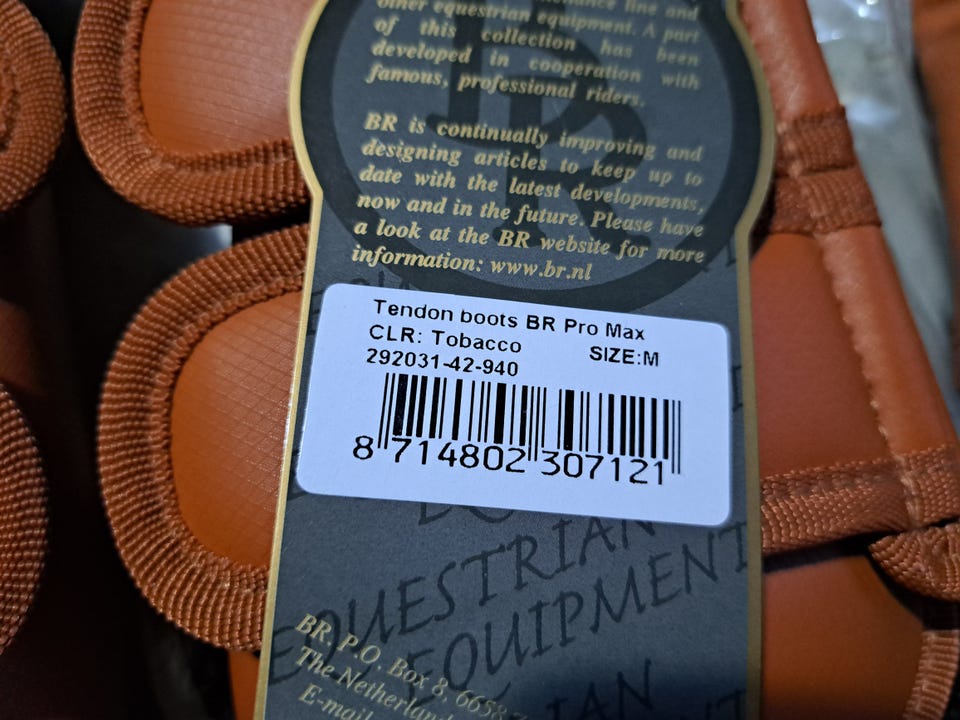 other equestrian equipment. A part
of this collection has been
developed in cooperation with
famous, professional riders.
BR is continually improving and
designing articles to keep up to
date with the latest developments,
now and in the future. Please have
a look at the BR website for more
information: www.br.nl
Tendon boots BR Pro Max
CLR: Tobacco SIZE:M
292031-42-940
8 714802 307121
EQUESTRIAN
EQUIPMENT
BR, P.O. Box 8, 6658
The Netherland
E-mail